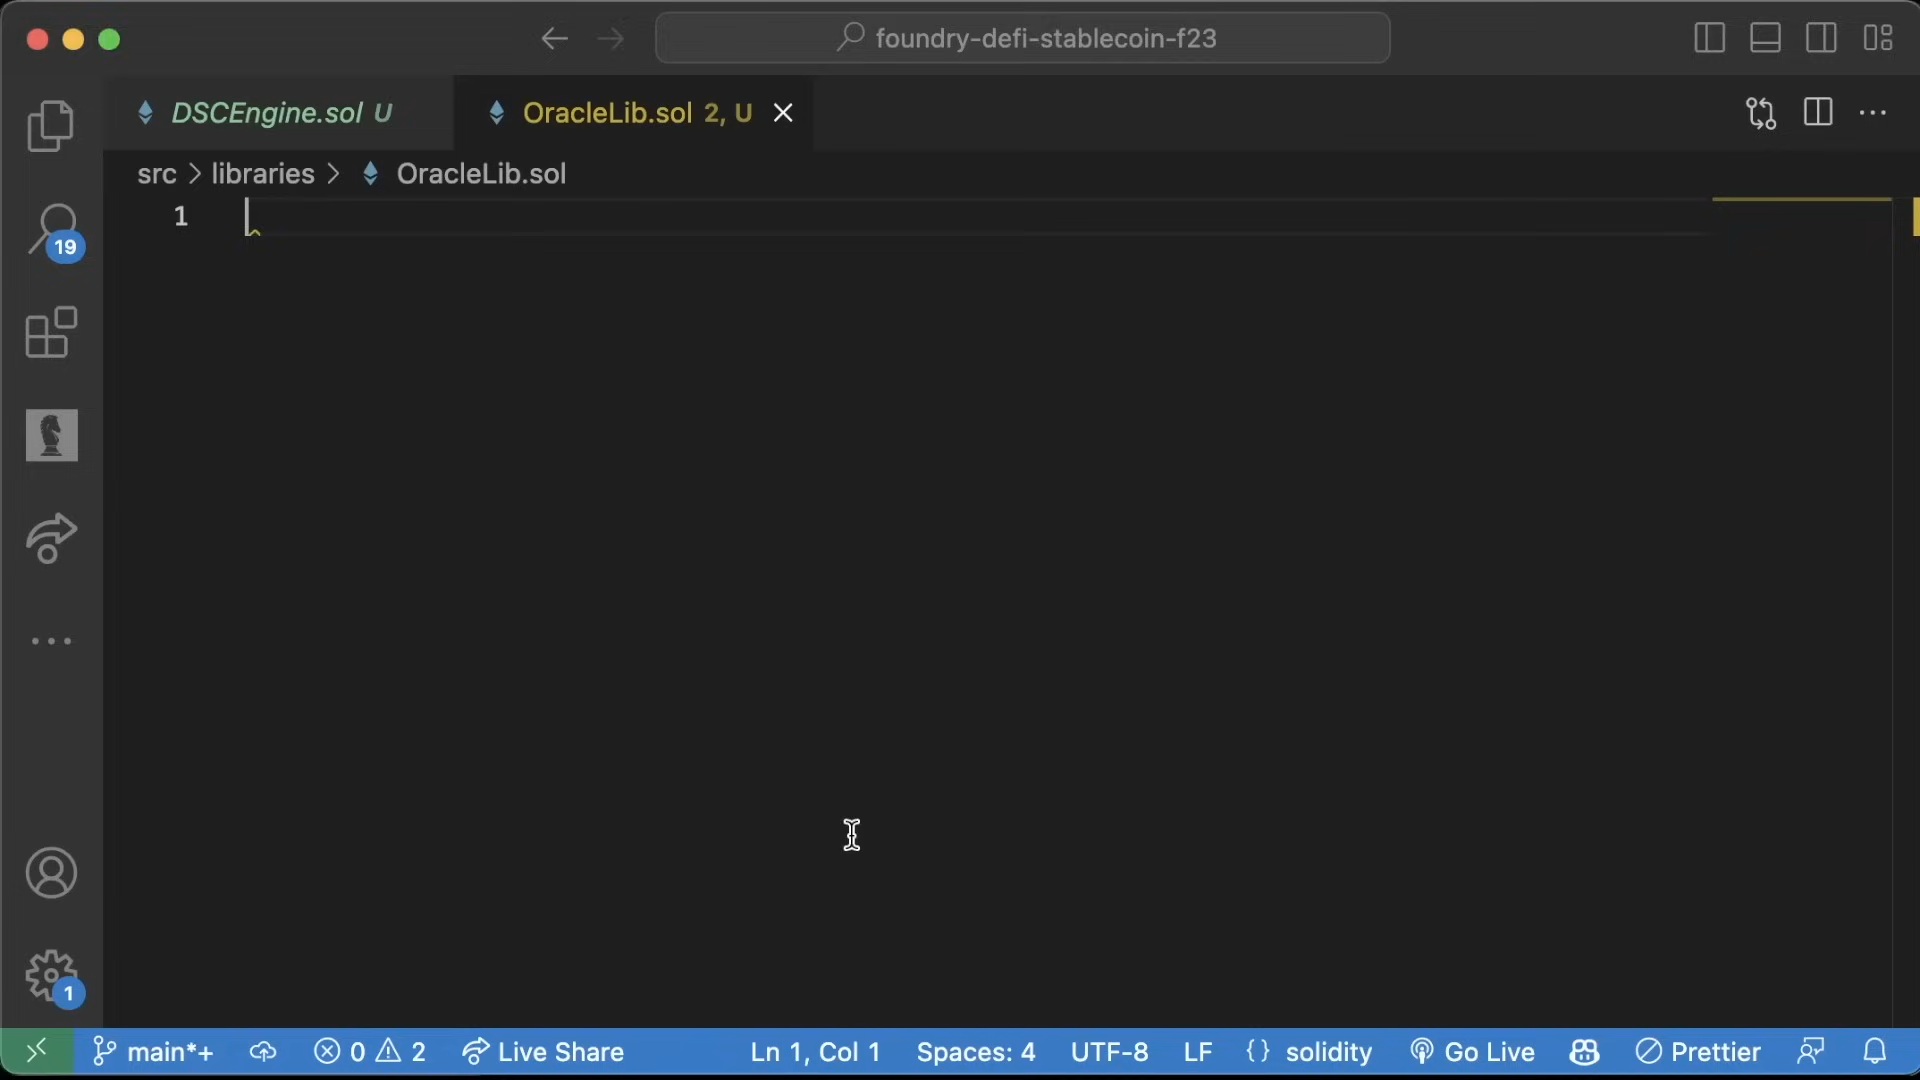 foundry-defi-stablecoin-f23
DSCEngine.sol U
OracleLib.sol 2, U
src > libraries > OracleLib.sol
1
19
1
main*+
0
2
Live Share
Ln 1, Col 1
Spaces: 4
UTF-8
LF
{} solidity
Go Live
Prettier